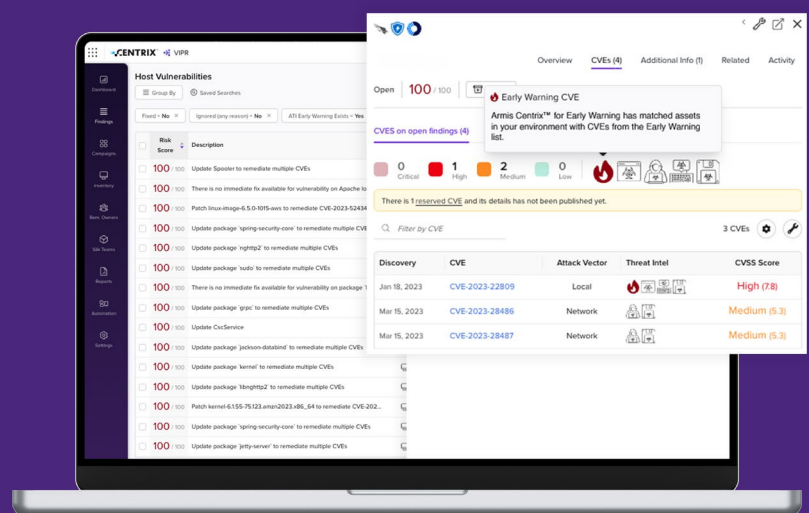 CENTRIX VIPR
Dashboard
Findings
Campaigns
Inventory
Rem. Owners
Silk Teams
Reports
Automation
Settings
Host Vulnerabilities
Group By
Saved Searches
Fixed = No ×
Ignored (any reason) = No ×
ATI Early Warning Exists = Yes
Risk Score
Description
100 / 100 Update Spooler to remediate multiple CVEs
100 / 100 There is no immediate fix available for vulnerability on Apache lo
100 / 100 Patch linux-image-6.5.0-1015-aws to remediate CVE-2023-52434
100 / 100 Update package 'spring-security-core' to remediate multiple CVE
100 / 100 Update package 'nghttp2' to remediate multiple CVEs
100 / 100 Update package 'sudo' to remediate multiple CVEs
100 / 100 There is no immediate fix available for vulnerability on package '
100 / 100 Update package 'grpc' to remediate multiple CVEs
100 / 100 Update CscService
100 / 100 Update package 'jackson-databind' to remediate multiple CVEs
100 / 100 Update package 'kernel' to remediate multiple CVEs
100 / 100 Update package 'libnghttp2' to remediate multiple CVEs
100 / 100 Patch kernel-6.1.55-75.123.amzn2023.x86_64 to remediate CVE-202...
100 / 100 Update package 'spring-security-core' to remediate multiple CVEs
100 / 100 Update package 'jetty-server' to remediate multiple CVEs
Overview CVEs (4) Additional Info (1) Related Activity
Open 100 / 100
Early Warning CVE
Armis Centrix™ for Early Warning has matched assets
in your environment with CVEs from the Early Warning
list.
CVES on open findings (4)
0 Critical
1 High
2 Medium
0 Low
There is 1 reserved CVE and its details has not been published yet.
Filter by CVE
3 CVEs
Discovery CVE Attack Vector Threat Intel CVSS Score
Jan 18, 2023 CVE-2023-22809 Local High (7.8)
Mar 15, 2023 CVE-2023-28486 Network Medium (5.3)
Mar 15, 2023 CVE-2023-28487 Network Medium (5.3)